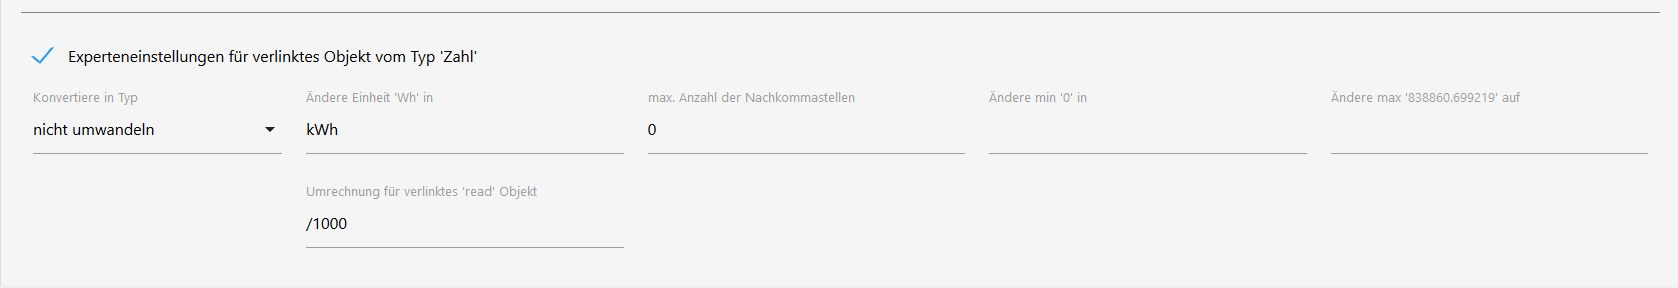 Experteneinstellungen für verlinktes Objekt vom Typ 'Zahl'
Konvertiere in Typ
nicht umwandeln
Ändere Einheit 'Wh' in
kWh
max. Anzahl der Nachkommastellen
0
Ändere min '0' in
Ändere max '838860.699219' auf
Umrechnung für verlinktes 'read' Objekt
/1000